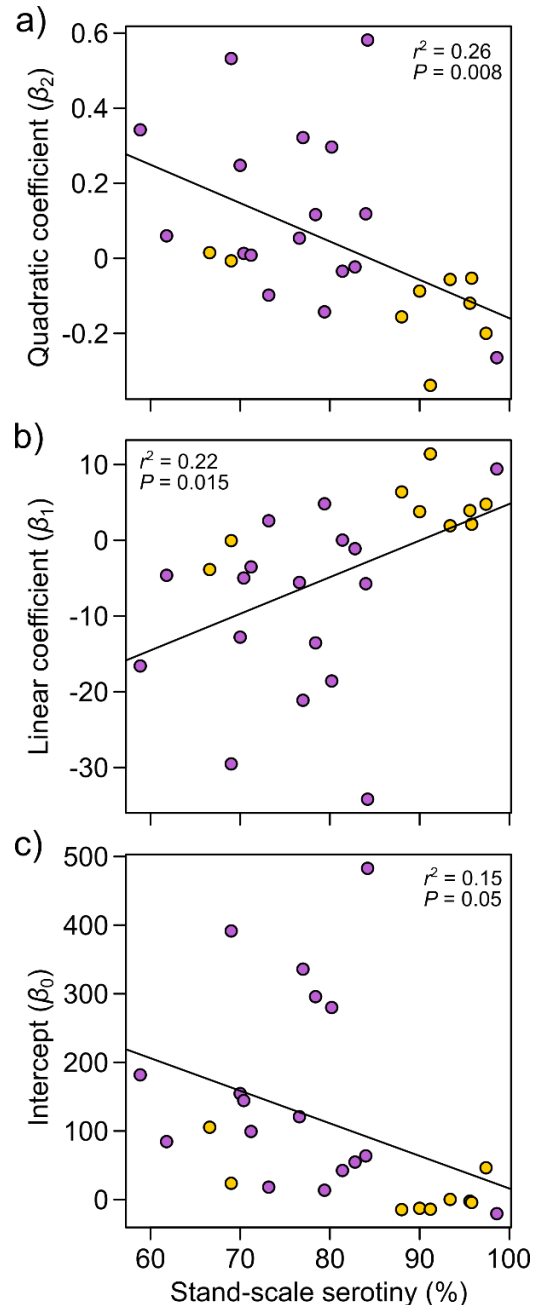 a)
0.6
0.4
0.2
0
-0.2
Quadratic coefficient (β2)
r2 = 0.26
P = 0.008
b)
10
0
-10
-20
-30
Linear coefficient (β1)
r2 = 0.22
P = 0.015
c)
500
400
300
200
100
0
Intercept (β0)
r2 = 0.15
P = 0.05
60 70 80 90 100
Stand-scale serotiny (%)